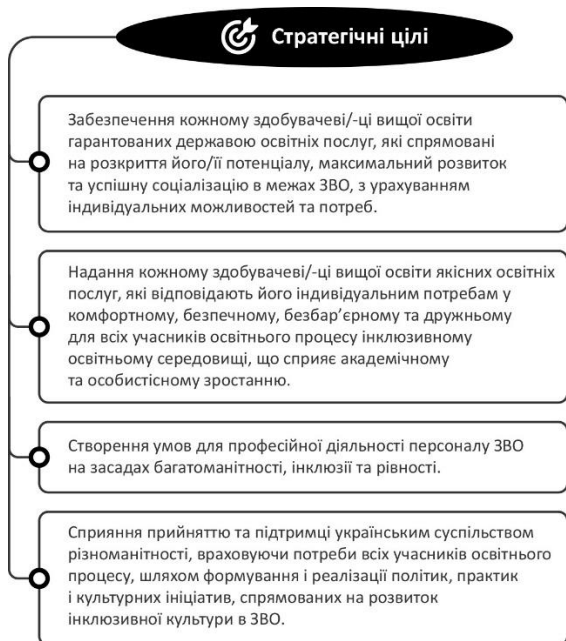 Стратегічні цілі
Забезпечення кожному здобувачеві/-ці вищої освіти
гарантованих державою освітніх послуг, які спрямовані
на розкриття його/її потенціалу, максимальний розвиток
та успішну соціалізацію в межах ЗВО, з урахуванням
індивідуальних можливостей та потреб.
Надання кожному здобувачеві/-ці вищої освіти якісних освітніх
послуг, які відповідають його індивідуальним потребам у
комфортному, безпечному, безбар’єрному та дружньому
для всіх учасників освітнього процесу інклюзивному
освітньому середовищі, що сприяє академічному
та особистісному зростанню.
Створення умов для професійної діяльності персоналу ЗВО
на засадах багатоманітності, інклюзії та рівності.
Сприяння прийняттю та підтримці українським суспільством
різноманітності, враховуючи потреби всіх учасників освітнього
процесу, шляхом формування і реалізації політик, практик
і культурних ініціатив, спрямованих на розвиток
інклюзивної культури в ЗВО.